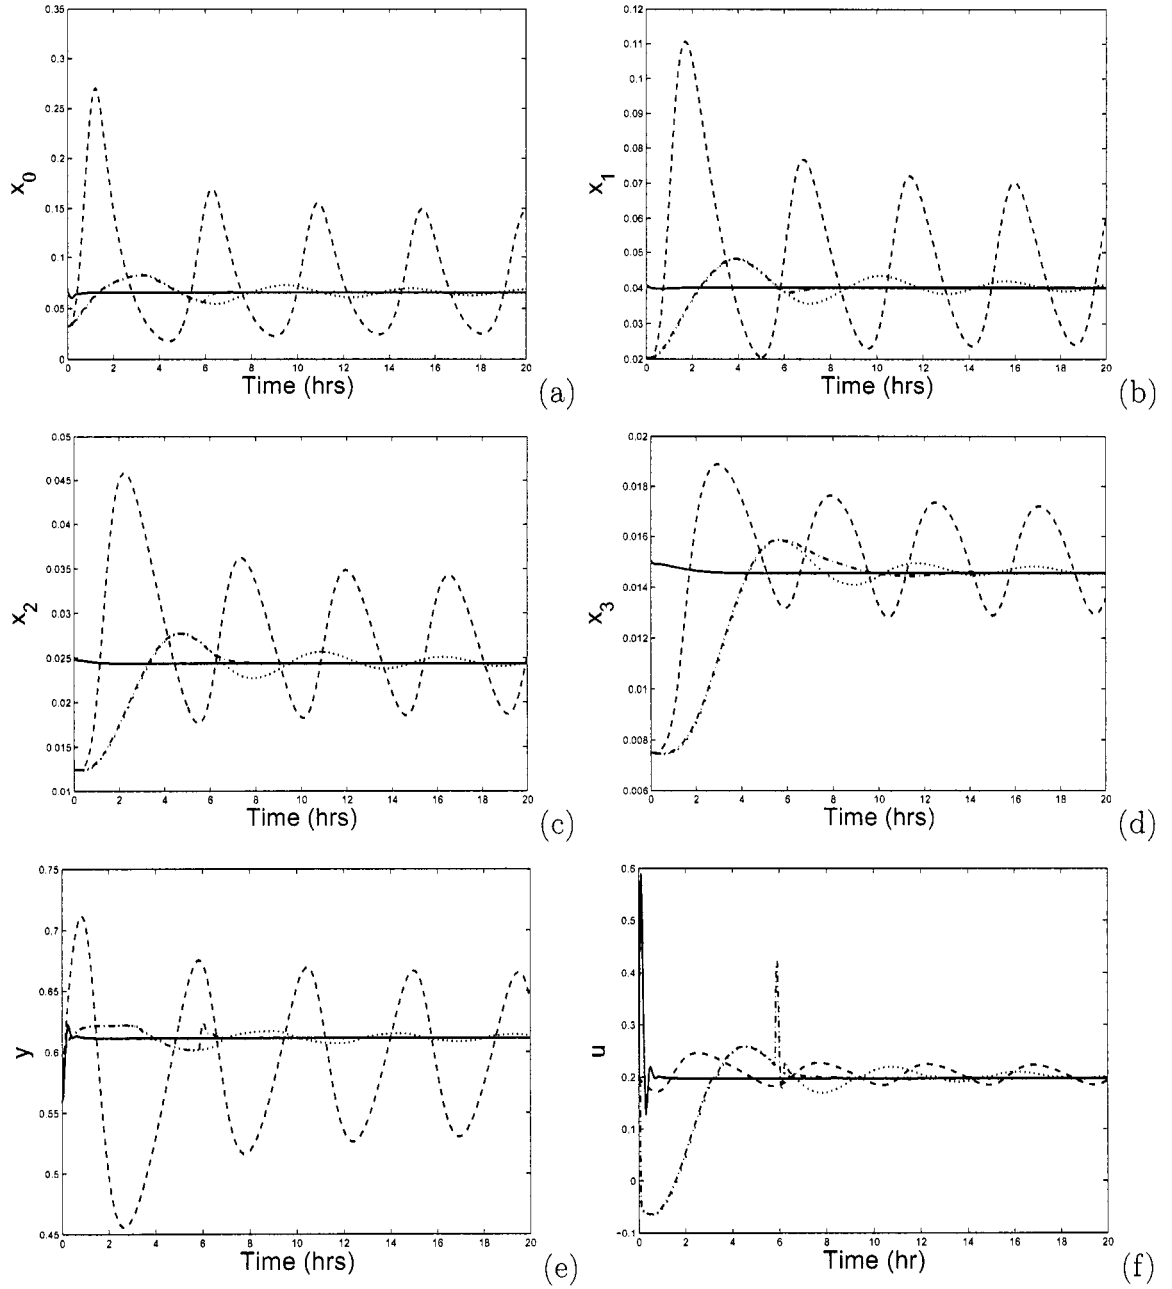 0.35
0.3
0.25
0.2
0.15
0.1
0.05
0
x0
0 2 4 6 8 10 12 14 16 18 20
Time (hrs)
(a)
0.12
0.11
0.1
0.09
0.08
0.07
0.06
0.05
0.04
0.03
0.02
x1
0 2 4 6 8 10 12 14 16 18 20
Time (hrs)
(b)
0.05
0.045
0.04
0.035
0.03
0.025
0.02
0.015
0.01
x2
0 2 4 6 8 10 12 14 16 18 20
Time (hrs)
(c)
0.02
0.018
0.016
0.014
0.012
0.01
0.008
0.006
x3
0 2 4 6 8 10 12 14 16 18 20
Time (hrs)
(d)
0.75
0.7
0.65
0.6
0.55
0.5
0.45
y
0 2 4 6 8 10 12 14 16 18 20
Time (hrs)
(e)
0.6
0.5
0.4
0.3
0.2
0.1
0
-0.1
u
0 2 4 6 8 10 12 14 16 18 20
Time (hr)
(f)